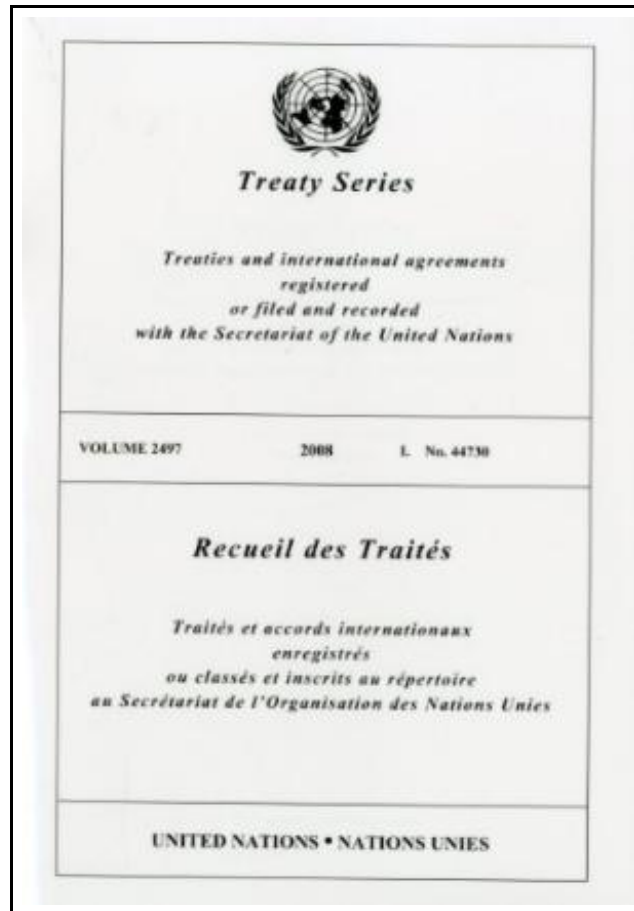 Treaty Series
Treaties and international agreements
registered
or filed and recorded
with the Secretariat of the United Nations
VOLUME 2497 2008 I. No. 44730
Recueil des Traités
Traités et accords internationaux
enregistrés
ou classés et inscrits au répertoire
au Secrétariat de l'Organisation des Nations Unies
UNITED NATIONS • NATIONS UNIES